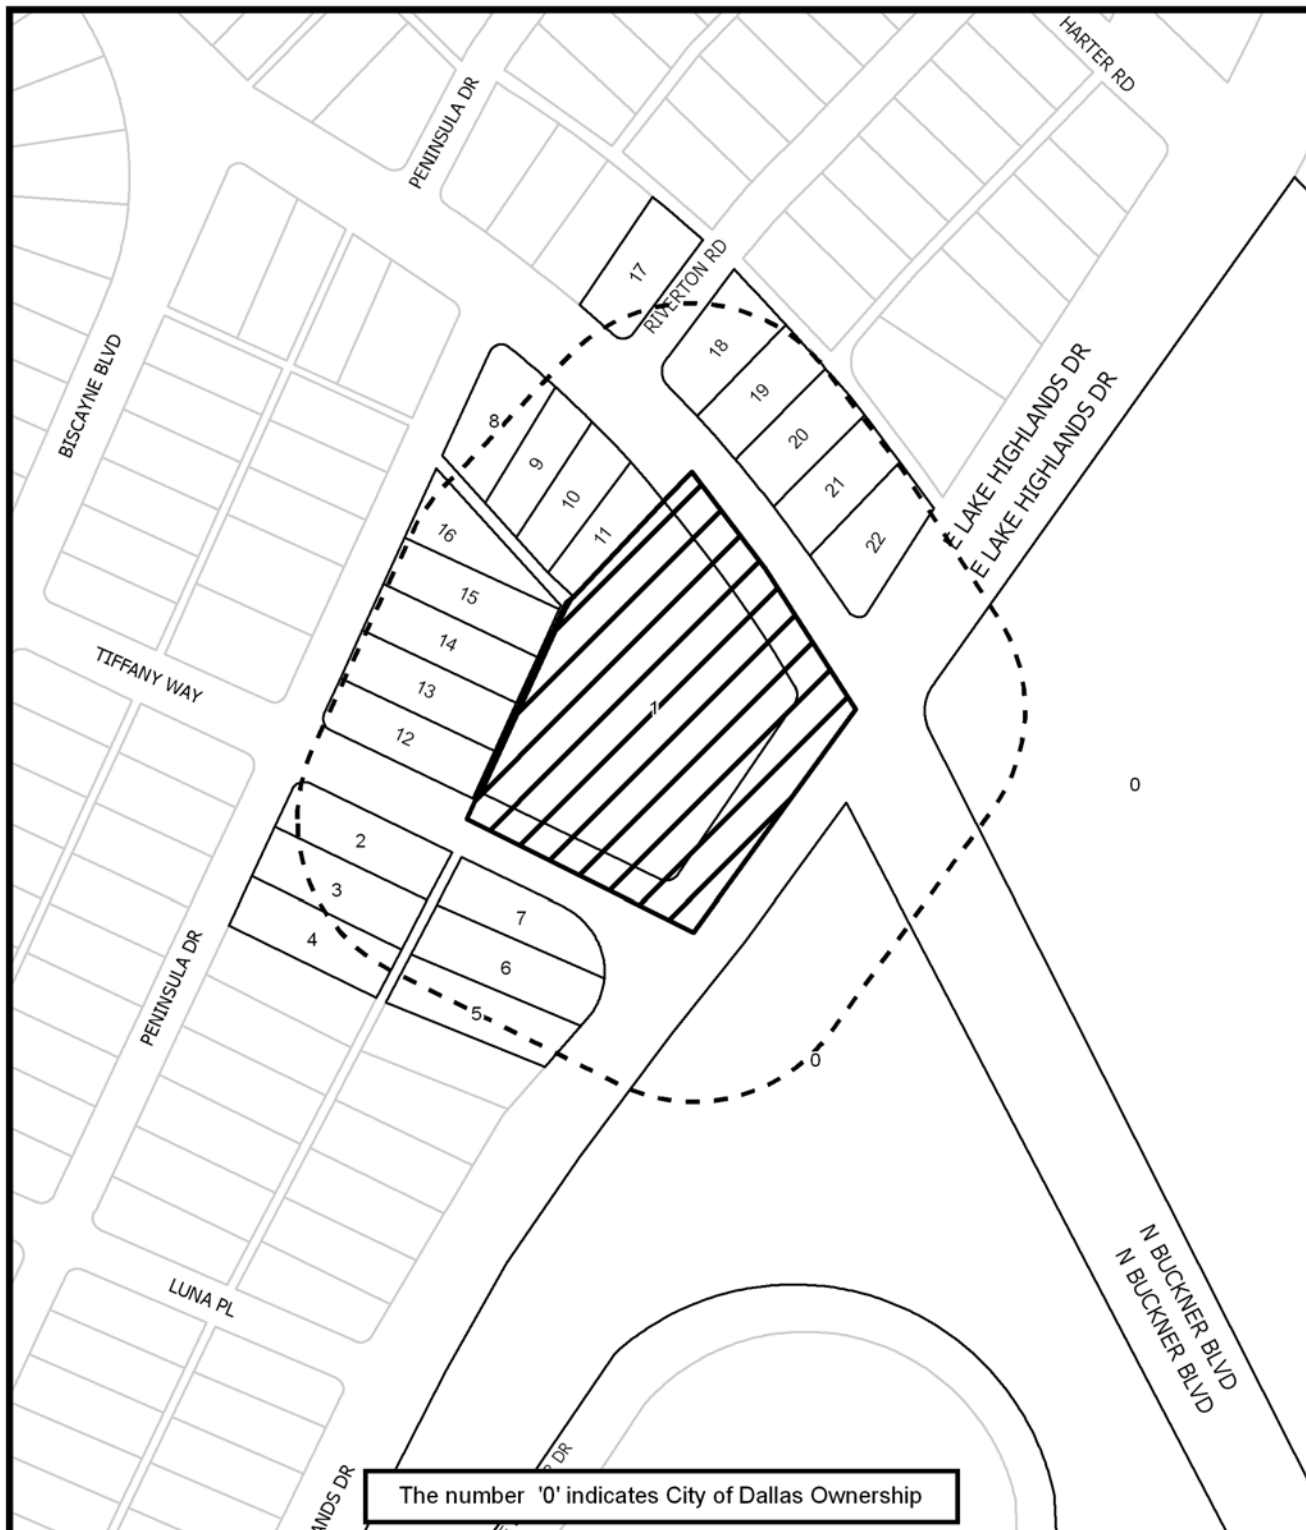 HARTER RD
PENINSULA DR
17
RIVERTON RD
18
19
20
21
22
E LAKE HIGHLANDS DR
E LAKE HIGHLANDS DR
BISCAYNE BLVD
8
9
10
11
16
15
14
13
12
1
TIFFANY WAY
0
2
3
4
7
6
5
PENINSULA DR
0
LUNA PL
N BUCKNER BLVD
N BUCKNER BLVD
DR
The number '0' indicates City of Dallas Ownership